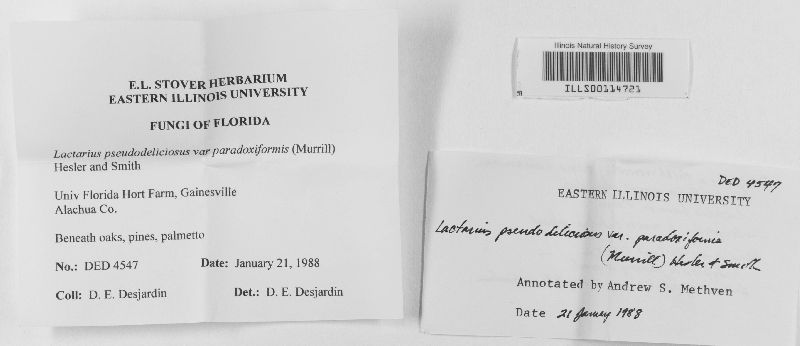 E.L. STOVER HERBARIUM
EASTERN ILLINOIS UNIVERSITY
FUNGI OF FLORIDA
Lactarius pseudodeliciosus var paradoxiformis (Murrill)
Hesler and Smith
Univ Florida Hort Farm, Gainesville
Alachua Co.
Beneath oaks, pines, palmetto
No.: DED 4547 Date: January 21, 1988
Coll: D. E. Desjardin Det.: D. E. Desjardin
Illinois Natural History Survey
ILLS00114721
DED 4547
EASTERN ILLINOIS UNIVERSITY
Lactarius pseudodeliciosus var. paradoxiformis
(Murrill) Hesler & Smith
Annotated by Andrew S. Methven
Date 21 January 1988